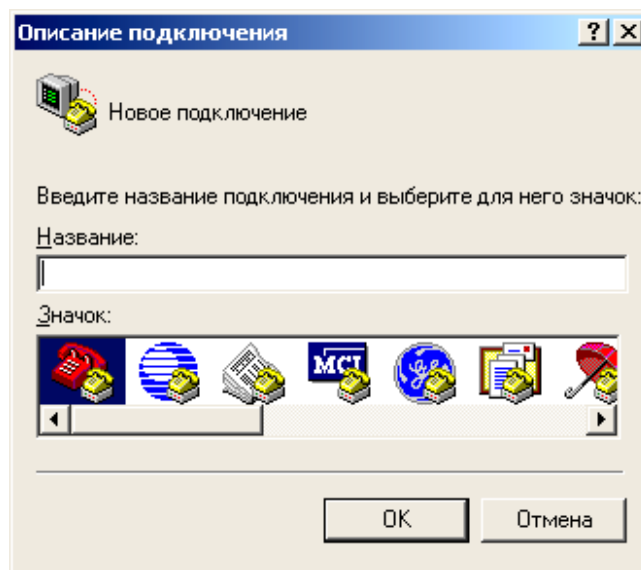 Описание подключения
Новое подключение
Введите название подключения и выберите для него значок:
Название:
Значок:
MCI
OK
Отмена